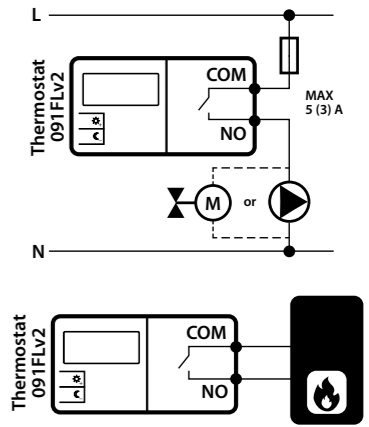 L
Thermostat
091FLv2
COM
NO
MAX
5 (3) A
M
or
N
Thermostat
091FLv2
COM
NO